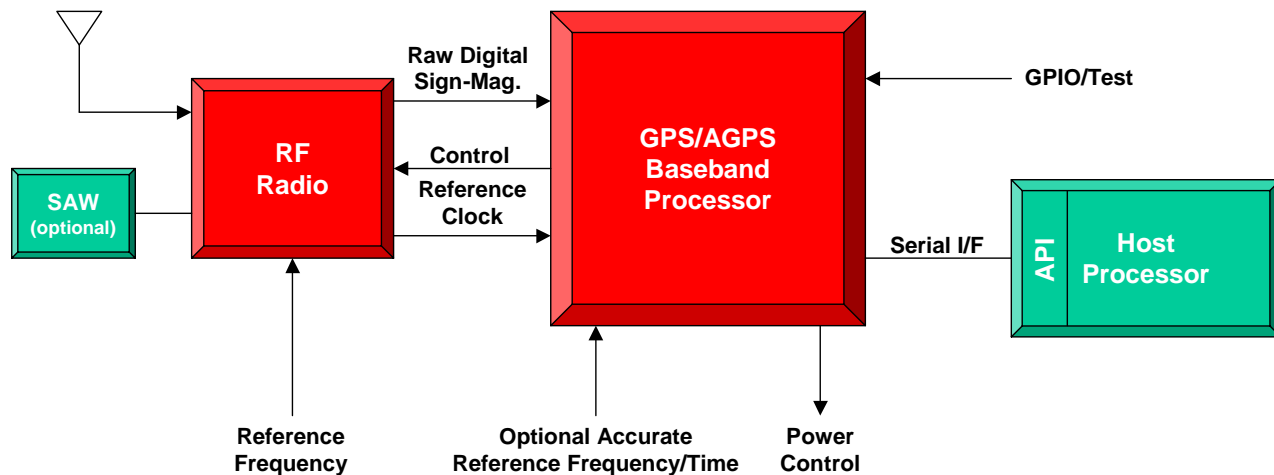 Raw Digital
Sign-Mag.
GPIO/Test
RF
Radio
GPS/AGPS
Baseband
Processor
Control
Reference
Clock
SAW
(optional)
Serial I/F
API
Host
Processor
Reference
Frequency
Optional Accurate
Reference Frequency/Time
Power
Control